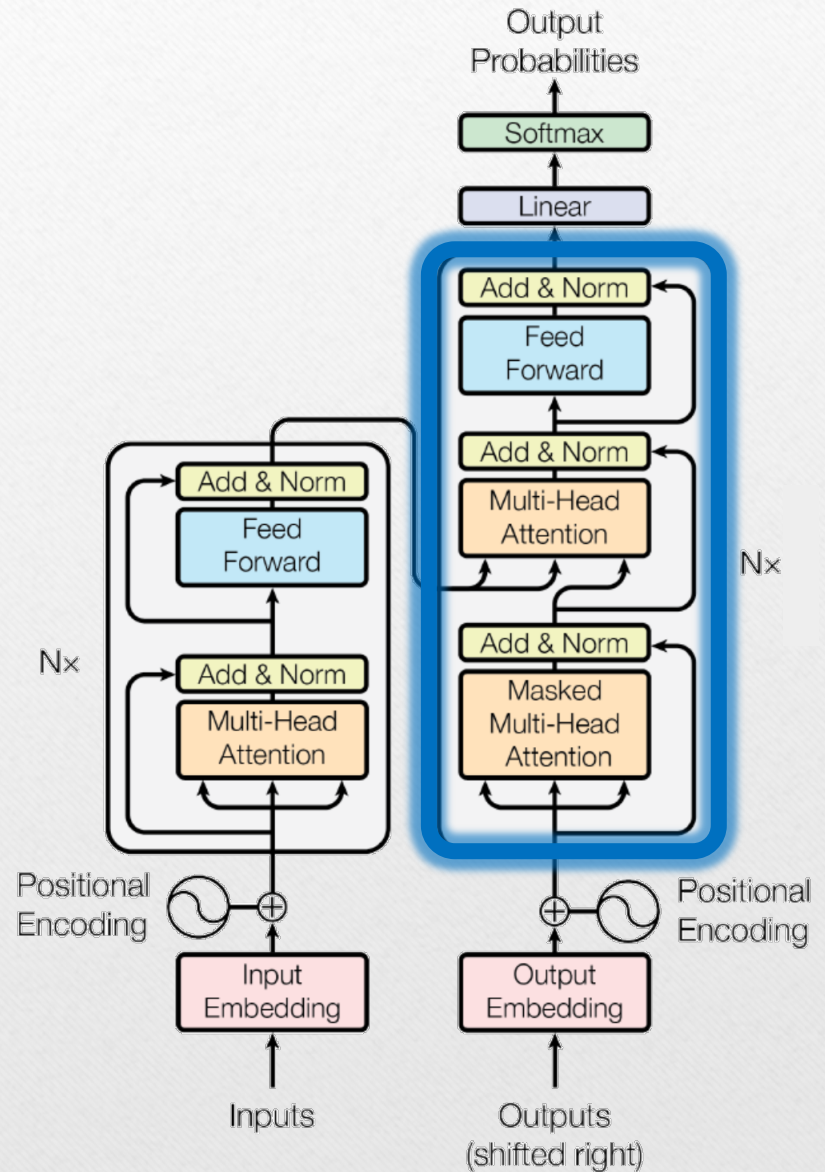 Output
Probabilities
Softmax
Linear
Add & Norm
Feed
Forward
Add & Norm
Multi-Head
Attention
Nx
Add & Norm
Masked
Multi-Head
Attention
Positional
Encoding
Output
Embedding
Outputs
(shifted right)
Add & Norm
Feed
Forward
Nx
Add & Norm
Multi-Head
Attention
Positional
Encoding
Input
Embedding
Inputs